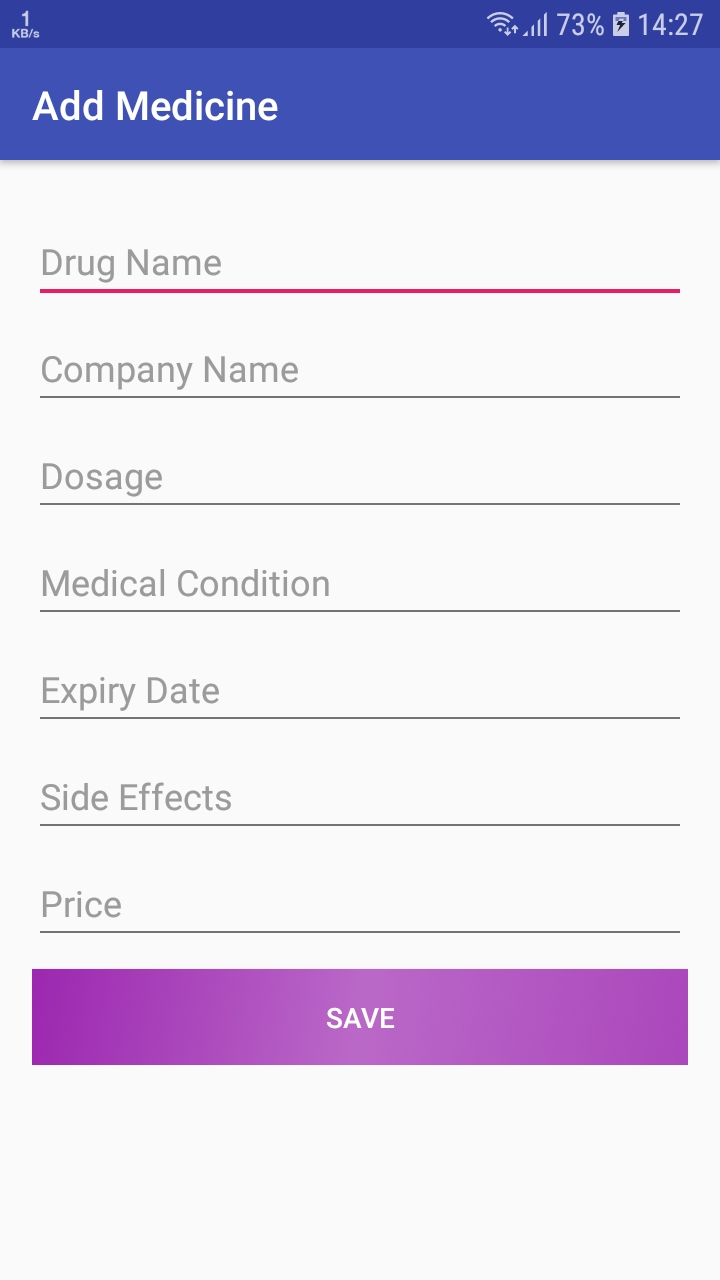 1
KB/s
73% 14:27
Add Medicine
Drug Name
Company Name
Dosage
Medical Condition
Expiry Date
Side Effects
Price
SAVE